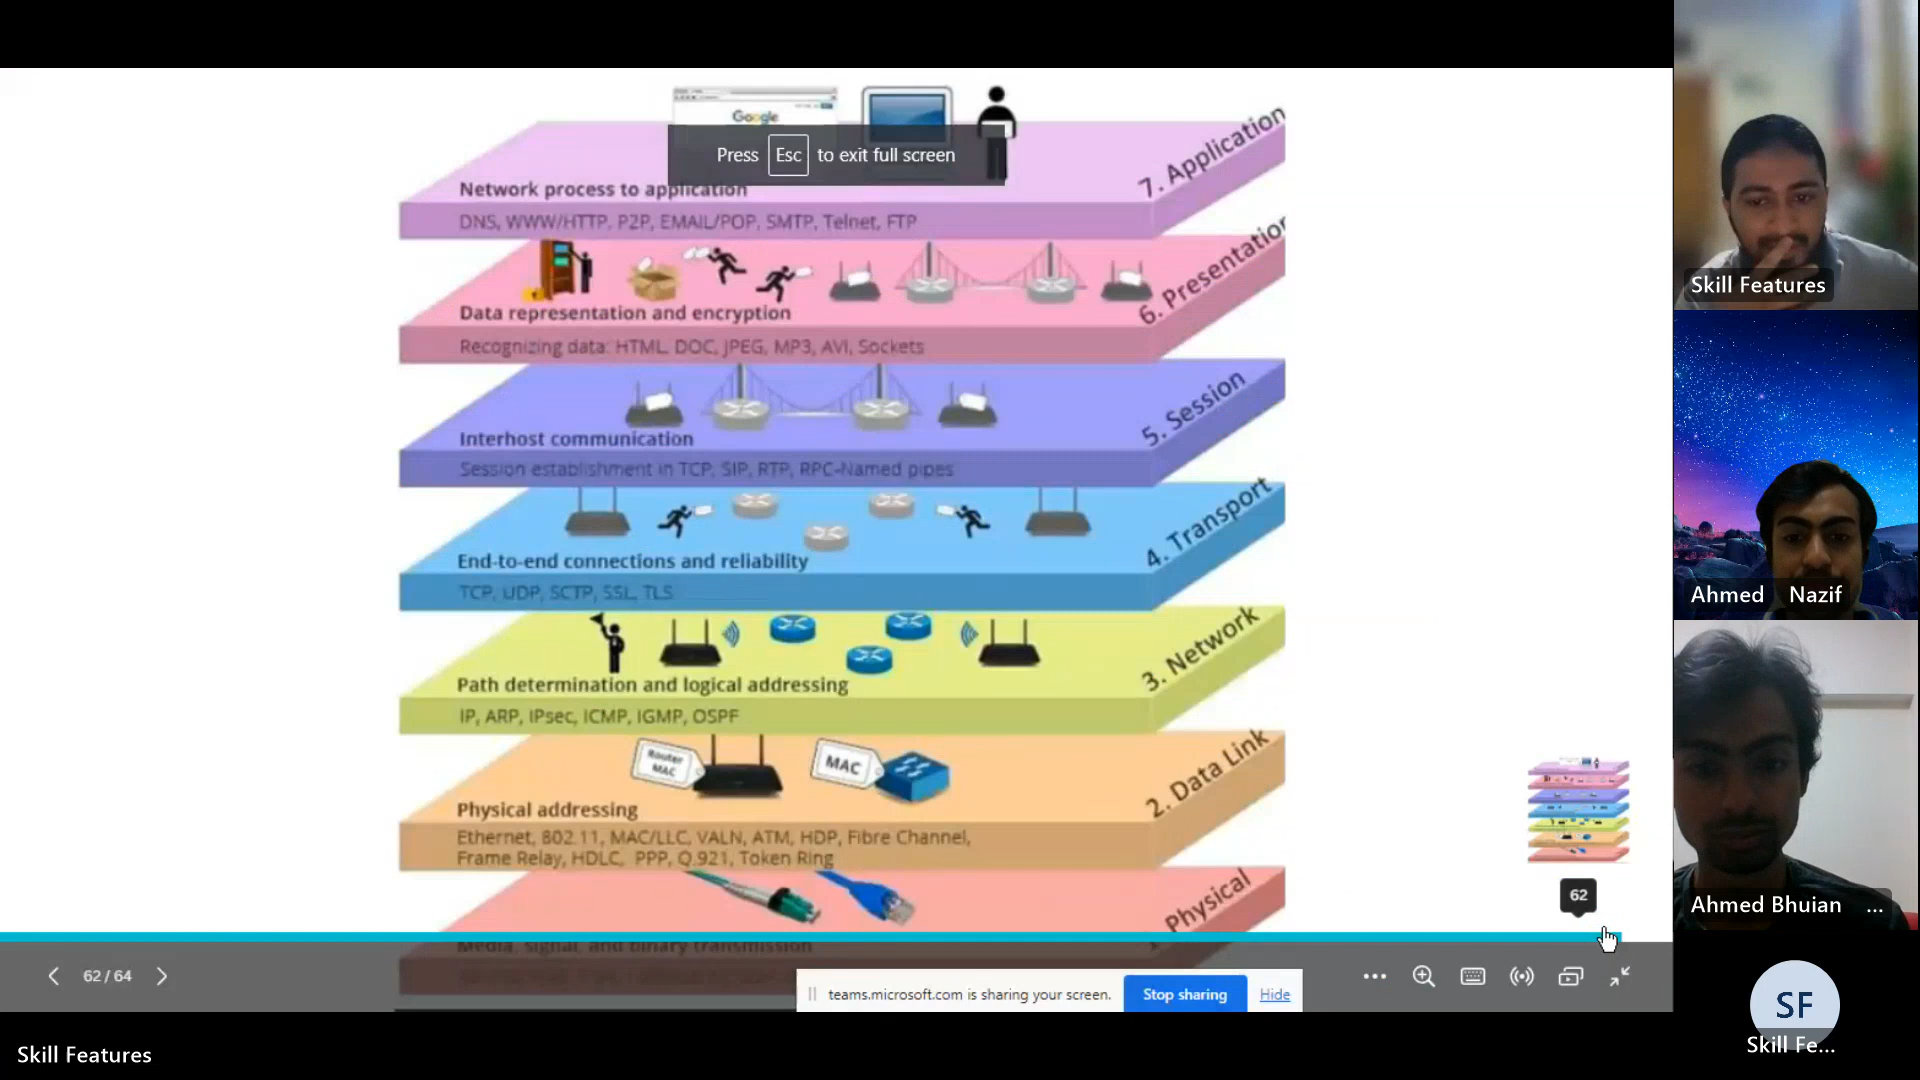 Google
Press Esc to exit full screen
7. Application
Network process to application
DNS, WWW/HTTP, P2P, EMAIL/POP, SMTP, Telnet, FTP
6. Presentation
Data representation and encryption
Recognizing data: HTML, DOC, JPEG, MP3, AVI, Sockets
5. Session
Interhost communication
Session establishment in TCP, SIP, RTP, RPC-Named pipes
4. Transport
End-to-end connections and reliability
TCP, UDP, SCTP, SSL, TLS
3. Network
Path determination and logical addressing
IP, ARP, IPsec, ICMP, IGMP, OSPF
Router
MAC
MAC
2. Data Link
Physical addressing
Ethernet, 802.11, MAC/LLC, VALN, ATM, HDP, Fibre Channel,
Frame Relay, HDLC, PPP, Q.921, Token Ring
Physical
Media, signal, and binary transmission
62
62 / 64
teams.microsoft.com is sharing your screen.
Stop sharing
Hide
Skill Features
Skill Features
Ahmed Nazif
Ahmed Bhuian ...
SF
Skill Fe...